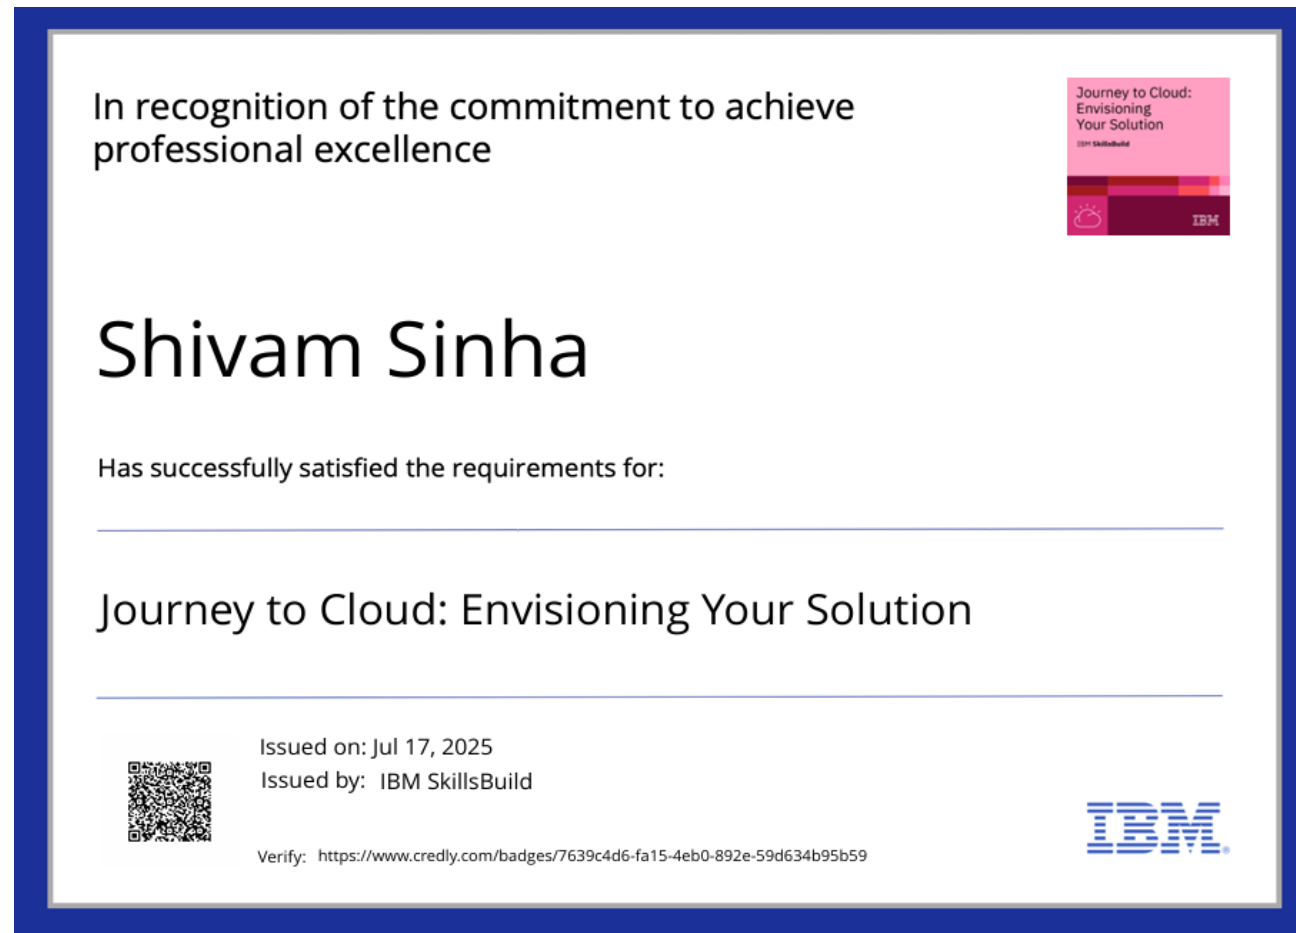 In recognition of the commitment to achieve
professional excellence
Journey to Cloud:
Envisioning
Your Solution
IBM SkillsBuild
IBM
Shivam Sinha
Has successfully satisfied the requirements for:
Journey to Cloud: Envisioning Your Solution
Issued on: Jul 17, 2025
Issued by: IBM SkillsBuild
Verify: https://www.credly.com/badges/7639c4d6-fa15-4eb0-892e-59d634b95b59
IBM®